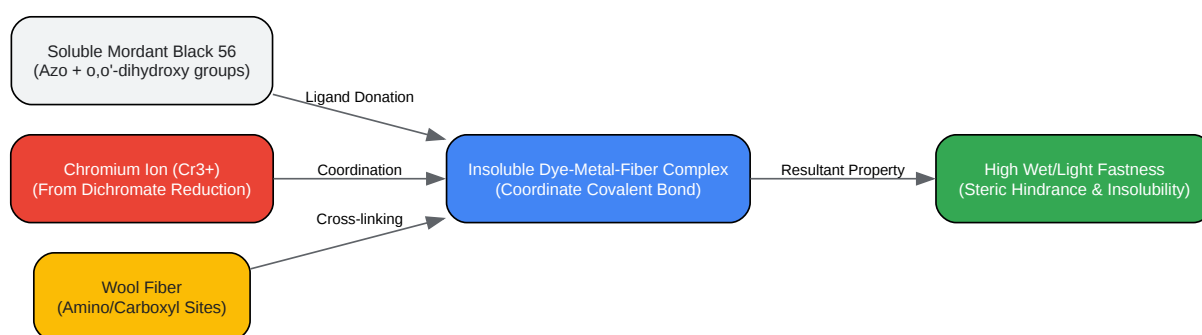 Soluble Mordant Black 56
(Azo + o,o'-dihydroxy groups)
Ligand Donation
Chromium Ion (Cr3+)
(From Dichromate Reduction)
Coordination
Insoluble Dye-Metal-Fiber Complex
(Coordinate Covalent Bond)
Resultant Property
High Wet/Light Fastness
(Steric Hindrance & Insolubility)
Cross-linking
Wool Fiber
(Amino/Carboxyl Sites)